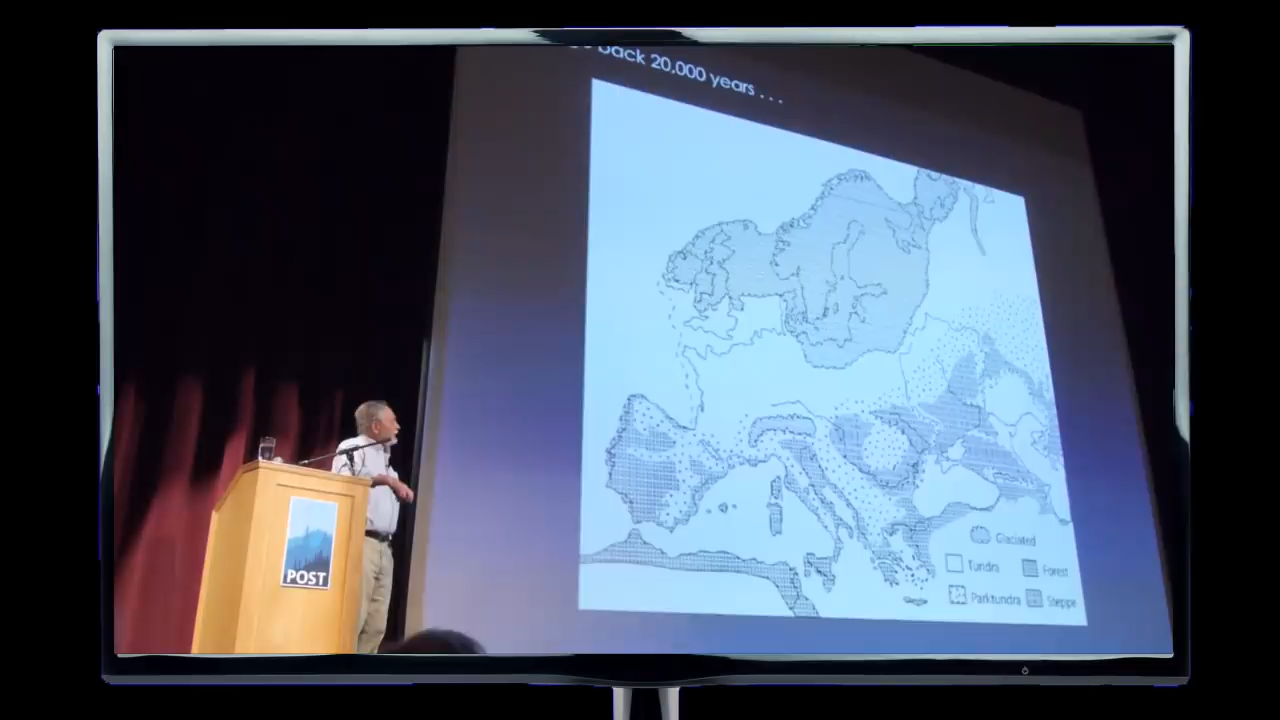 back 20,000 years . . .
Glaciated
Tundra
Forest
Parktundra
Steppe
POST